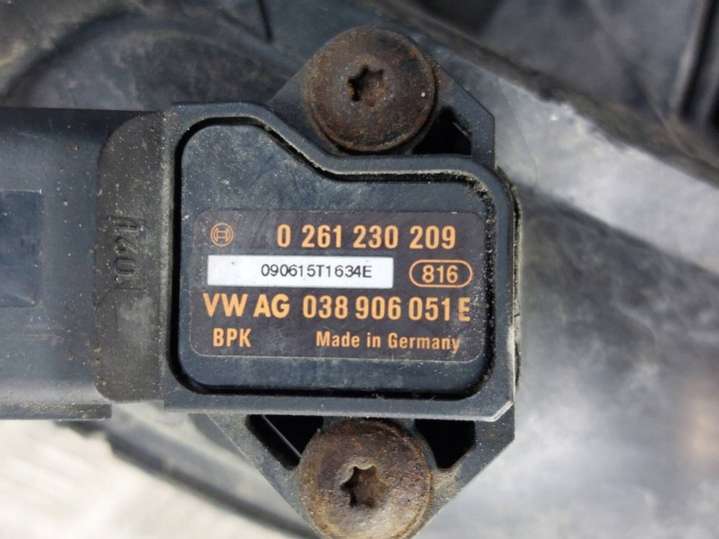 0 261 230 209
090615T1634E 816
VW AG 038 906 051 E
BPK Made in Germany